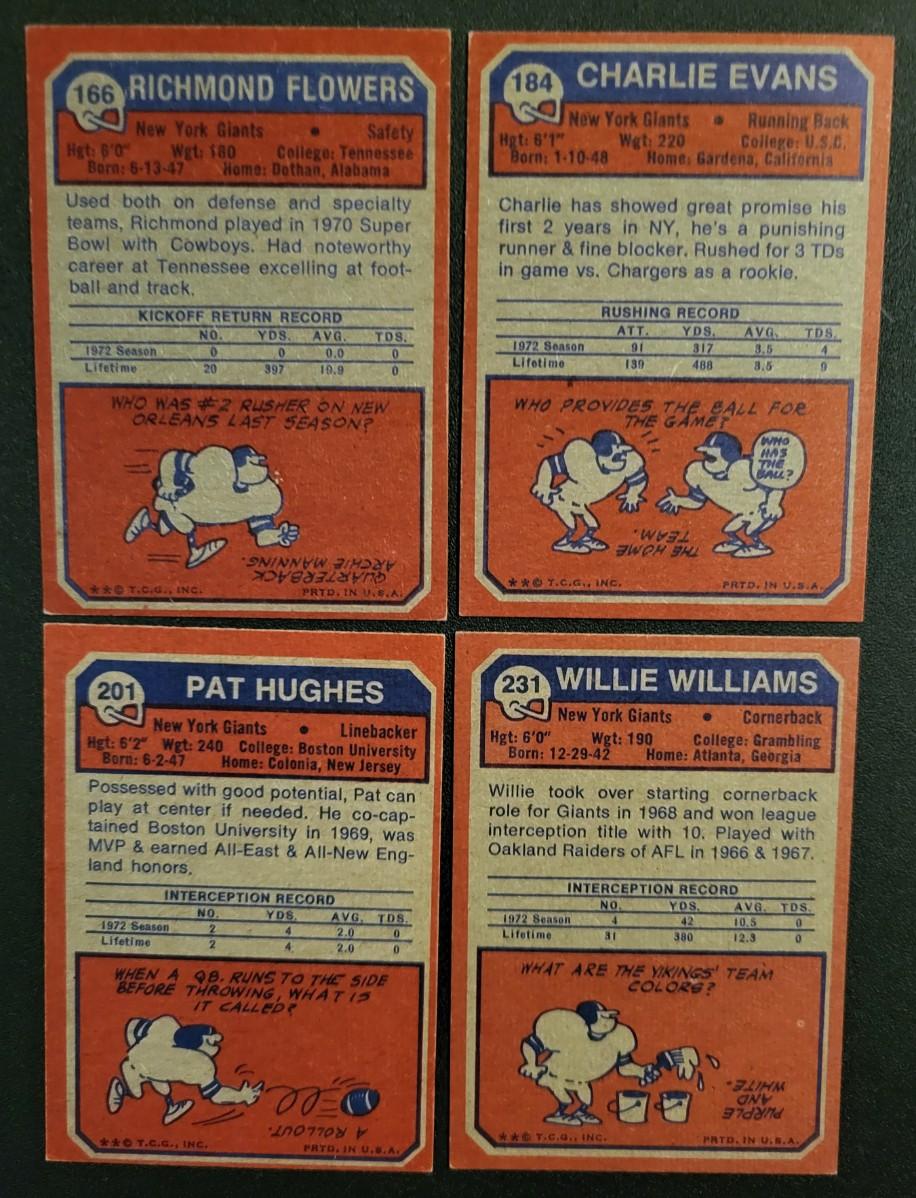 166 RICHMOND FLOWERS
New York Giants • Safety
Hgt: 6'0" Wgt: 180 College: Tennessee
Born: 6-13-47 Home: Dothan, Alabama
Used both on defense and specialty
teams, Richmond played in 1970 Super
Bowl with Cowboys. Had noteworthy
career at Tennessee excelling at foot-
ball and track.
KICKOFF RETURN RECORD
NO. YDS. AVG. TDS.
1972 Season 0 0 0.0 0
Lifetime 20 397 19.9 0
WHO WAS #2 RUSHER ON NEW
ORLEANS LAST SEASON?
QUARTERBACK
ARCHIE MANNING.
**© T.C.G., INC. PRTD. IN U.S.A.
184 CHARLIE EVANS
New York Giants • Running Back
Hgt: 6'1" Wgt: 220 College: U.S.C.
Born: 1-10-48 Home: Gardena, California
Charlie has showed great promise his
first 2 years in NY, he's a punishing
runner & fine blocker. Rushed for 3 TDs
in game vs. Chargers as a rookie.
RUSHING RECORD
ATT. YDS. AVG. TDS.
1972 Season 91 317 3.5 4
Lifetime 139 488 3.5 9
WHO PROVIDES THE BALL FOR
THE GAME?
WHO
HAS
THE
BALL?
THE HOME
TEAM.
**© T.C.G., INC. PRTD. IN U.S.A.
201 PAT HUGHES
New York Giants • Linebacker
Hgt: 6'2" Wgt: 240 College: Boston University
Born: 6-2-47 Home: Colonia, New Jersey
Possessed with good potential, Pat can
play at center if needed. He co-cap-
tained Boston University in 1969, was
MVP & earned All-East & All-New Eng-
land honors.
INTERCEPTION RECORD
NO. YDS. AVG. TDS.
1972 Season 2 4 2.0 0
Lifetime 2 4 2.0 0
WHEN A QB. RUNS TO THE SIDE
BEFORE THROWING, WHAT IS
IT CALLED?
A ROLLOUT.
**© T.C.G., INC. PRTD. IN U.S.A.
231 WILLIE WILLIAMS
New York Giants • Cornerback
Hgt: 6'0" Wgt: 190 College: Grambling
Born: 12-29-42 Home: Atlanta, Georgia
Willie took over starting cornerback
role for Giants in 1968 and won league
interception title with 10. Played with
Oakland Raiders of AFL in 1966 & 1967.
INTERCEPTION RECORD
NO. YDS. AVG. TDS.
1972 Season 4 42 10.5 0
Lifetime 31 380 12.3 0
WHAT ARE THE VIKINGS' TEAM
COLORS?
PURPLE
AND
WHITE.
**© T.C.G., INC. PRTD. IN U.S.A.